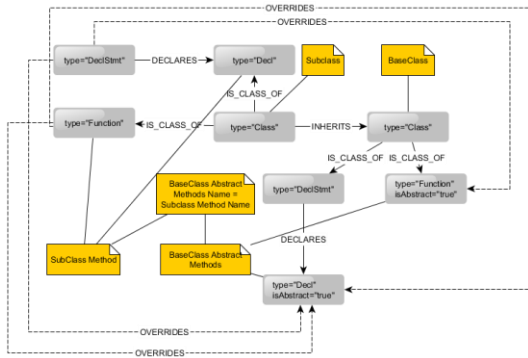 OVERRIDES
OVERRIDES
type="DeclStmt"
DECLARES
type="Decl"
Subclass
BaseClass
IS_CLASS_OF
type="Function"
IS_CLASS_OF
type="Class"
INHERITS
type="Class"
IS_CLASS_OF
IS_CLASS_OF
BaseClass Abstract
Methods Name =
Subclass Method Name
type="DeclStmt"
type="Function"
isAbstract="true"
DECLARES
SubClass Method
BaseClass Abstract
Methods
type="Decl"
isAbstract="true"
OVERRIDES
OVERRIDES